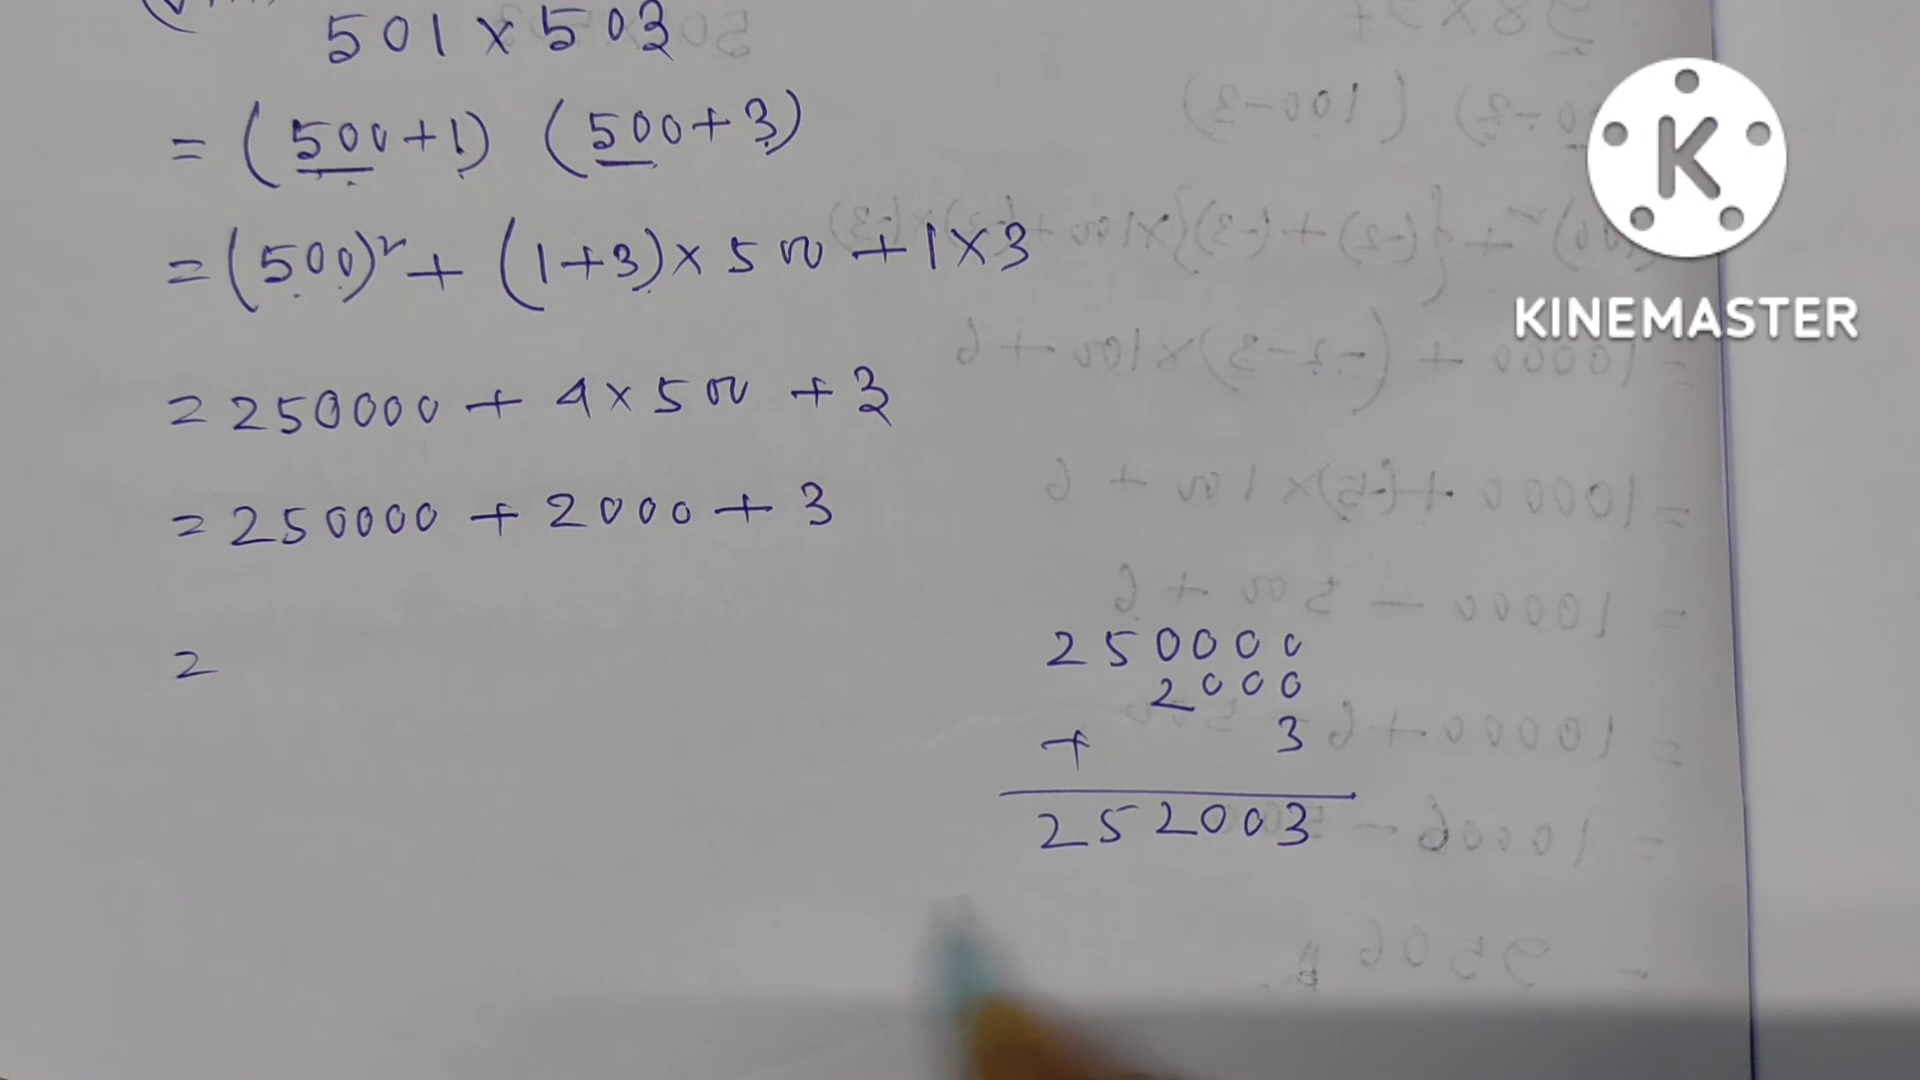 501 × 503
= (500+1) (500+3)
= (500)² + (1+3) × 500 + 1×3
= 250000 + 4×500 + 3
= 250000 + 2000 + 3
=
250000
2000
+ 3
252003
KINEMASTER